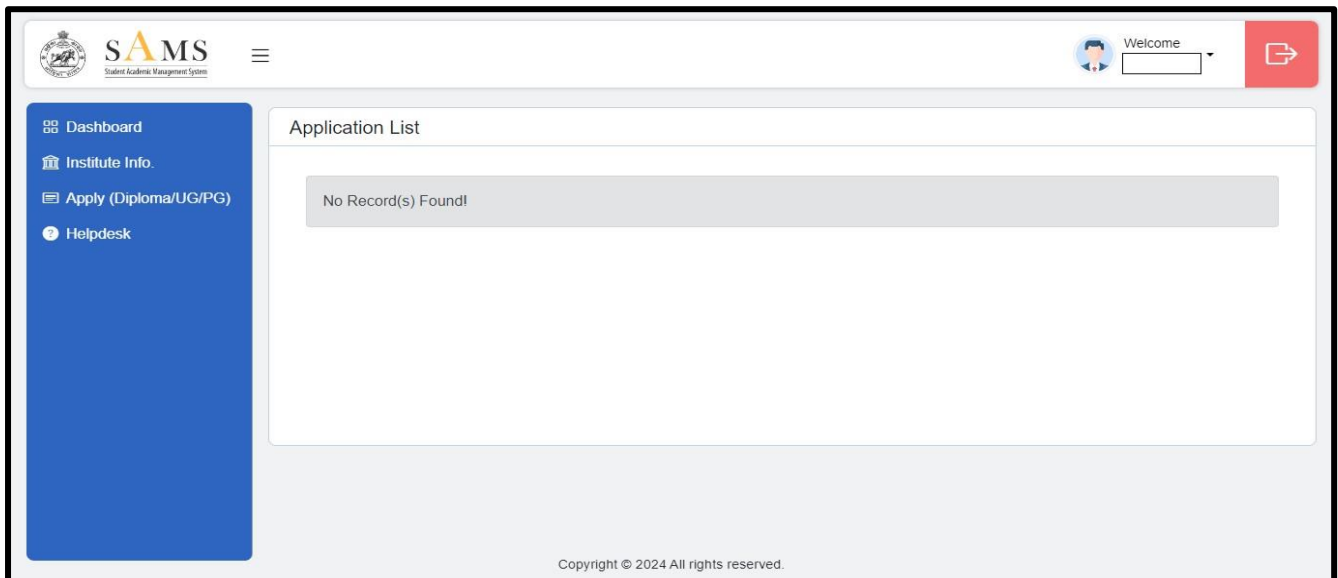 SAMS
Student Academic Management System
Welcome
Dashboard
Institute Info.
Apply (Diploma/UG/PG)
Helpdesk
Application List
No Record(s) Found!
Copyright © 2024 All rights reserved.